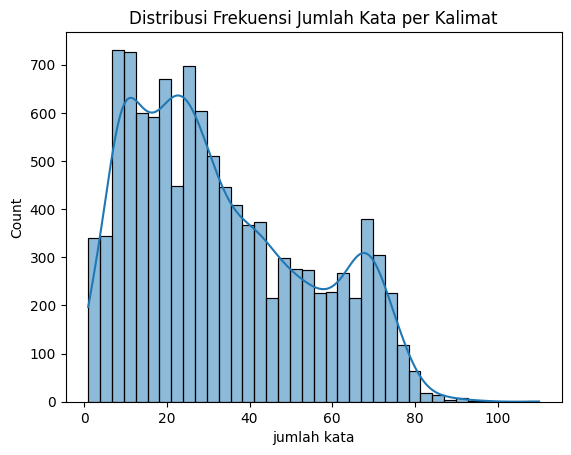 Distribusi Frekuensi Jumlah Kata per Kalimat
Count
700
600
500
400
300
200
100
0
0 20 40 60 80 100
jumlah kata